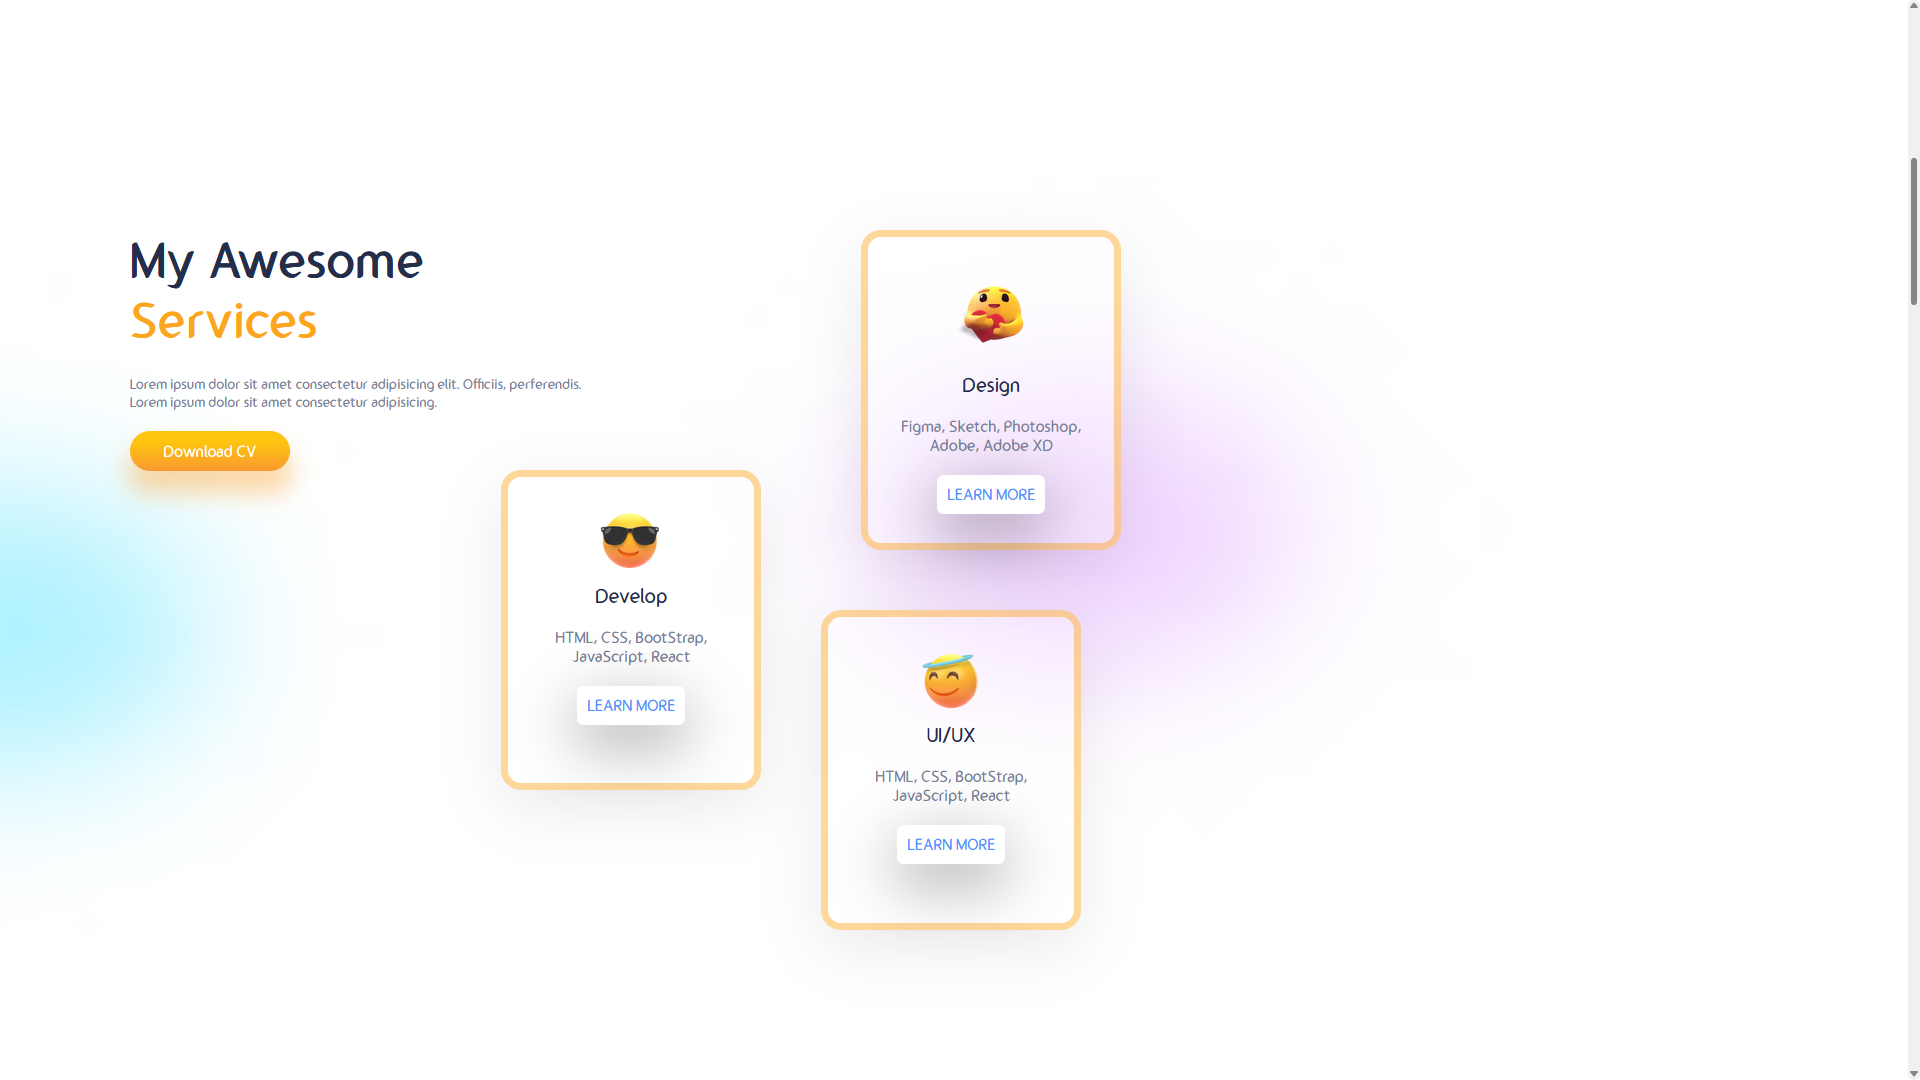 My Awesome
Services
Lorem ipsum dolor sit amet consectetur adipisicing elit. Officiis, perferendis.
Lorem ipsum dolor sit amet consectetur adipisicing.
Download CV
Design
Figma, Sketch, Photoshop,
Adobe, Adobe XD
LEARN MORE
Develop
HTML, CSS, BootStrap,
JavaScript, React
LEARN MORE
UI/UX
HTML, CSS, BootStrap,
JavaScript, React
LEARN MORE